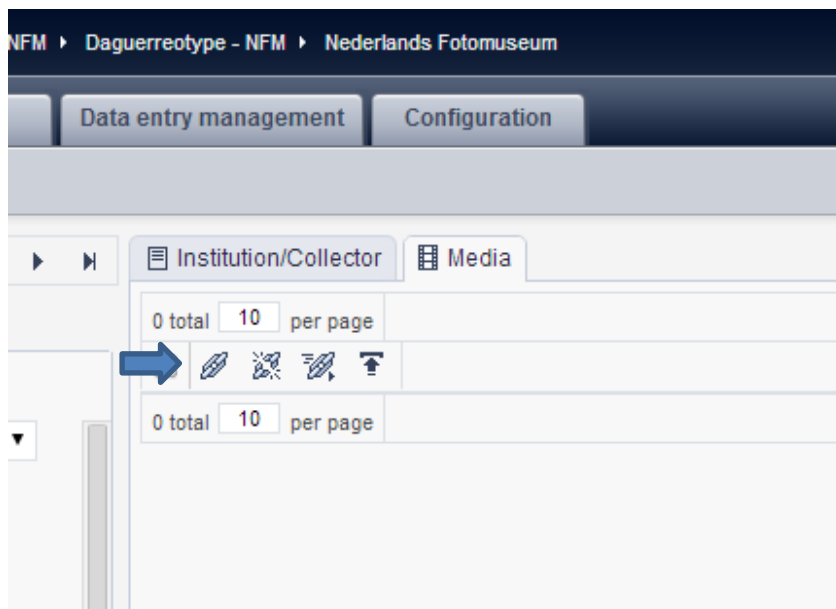 NFM ▸ Daguerreotype - NFM ▸ Nederlands Fotomuseum
Data entry management Configuration
Institution/Collector Media
0 total 10 per page
0 total 10 per page